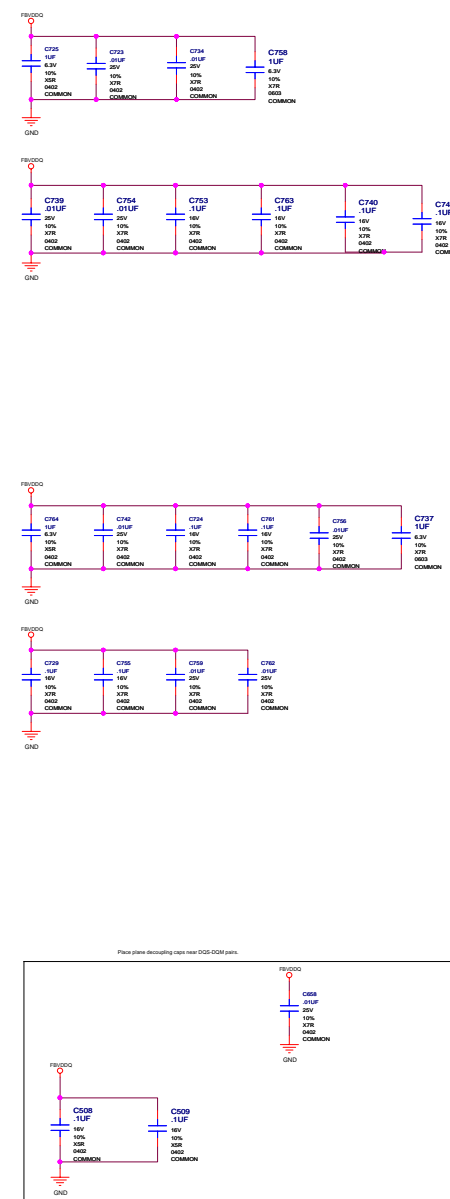 FBVDDQ
C725
1UF
6.3V
10%
X5R
0402
COMMON
C723
.01UF
25V
10%
X7R
0402
COMMON
C734
.01UF
25V
10%
X7R
0402
COMMON
C758
1UF
6.3V
10%
X7R
0603
COMMON
GND
FBVDDQ
C739
.01UF
25V
10%
X7R
0402
COMMON
C754
.01UF
25V
10%
X7R
0402
COMMON
C753
.1UF
16V
10%
X7R
0402
COMMON
C763
.1UF
16V
10%
X7R
0402
COMMON
C740
.1UF
16V
10%
X7R
0402
COMMON
C74
.1UF
16V
10%
X7R
0402
COM
GND
FBVDDQ
C764
1UF
6.3V
10%
X5R
0402
COMMON
C742
.01UF
25V
10%
X7R
0402
COMMON
C724
.1UF
16V
10%
X7R
0402
COMMON
C761
.1UF
16V
10%
X7R
0402
COMMON
C756
.01UF
25V
10%
X7R
0402
COMMON
C737
1UF
6.3V
10%
X7R
0603
COMMON
GND
FBVDDQ
C729
.1UF
16V
10%
X7R
0402
COMMON
C755
.1UF
16V
10%
X7R
0402
COMMON
C759
.01UF
25V
10%
X7R
0402
COMMON
C762
.01UF
25V
10%
X7R
0402
COMMON
GND
Place plane decoupling caps near DQS-DQM pairs.
FBVDDQ
C658
.01UF
25V
10%
X7R
0402
COMMON
GND
FBVDDQ
C508
.1UF
16V
10%
X5R
0402
COMMON
C509
.1UF
16V
10%
X5R
0402
COMMON
GND